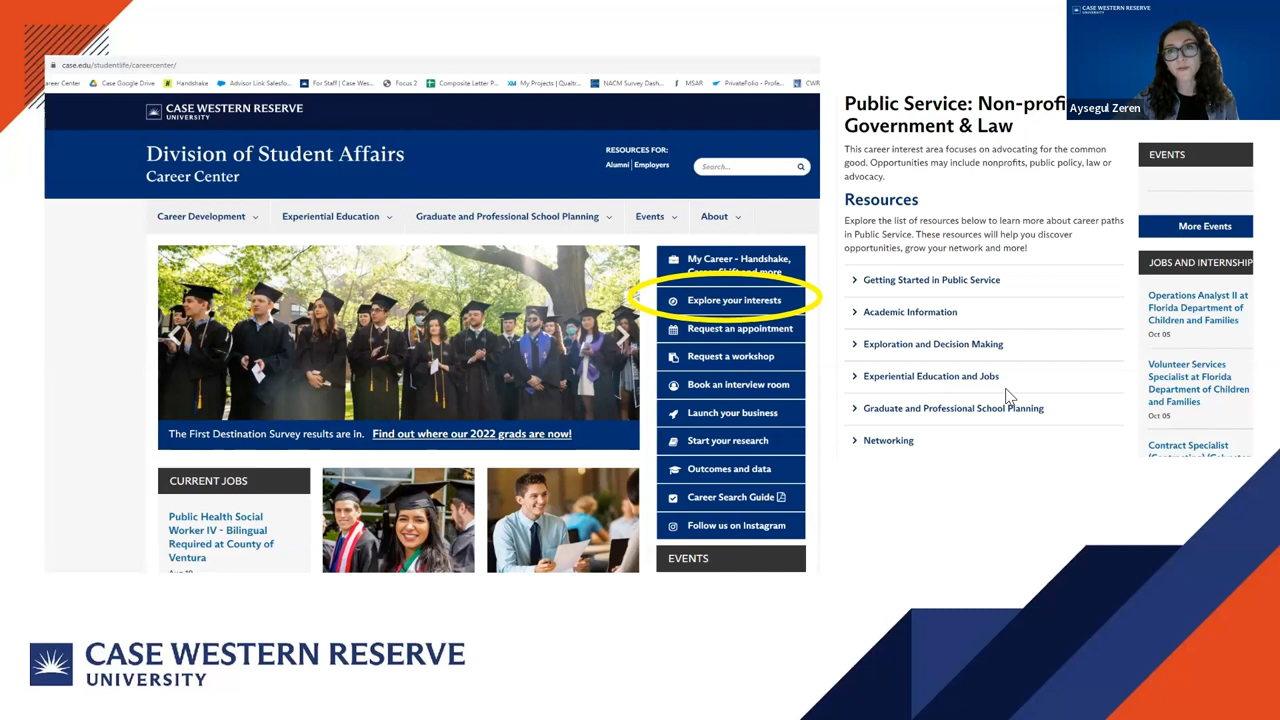 CASE WESTERN RESERVE
UNIVERSITY
Aysegul Zeren
case.edu/studentlife/careercenter/
areer Center
Case Google Drive
Handshake
Advisor Link Salesfo...
For Staff | Case Wes...
Focus 2
Composite Letter P...
My Projects | Qualtr...
NACM Survey Dash...
MSAR
PrivateFolio - Profe...
CWR
CASE WESTERN RESERVE
UNIVERSITY
Division of Student Affairs
Career Center
RESOURCES FOR:
Alumni | Employers
Search...
Career Development
Experiential Education
Graduate and Professional School Planning
Events
About
My Career - Handshake,
Explore your interests
Request an appointment
Request a workshop
Book an interview room
Launch your business
Start your research
Outcomes and data
Career Search Guide
Follow us on Instagram
EVENTS
The First Destination Survey results are in. Find out where our 2022 grads are now!
CURRENT JOBS
Public Health Social
Worker IV - Bilingual
Required at County of
Ventura
Public Service: Non-profi
Government & Law
This career interest area focuses on advocating for the common
good. Opportunities may include nonprofits, public policy, law or
advocacy.
Resources
Explore the list of resources below to learn more about career paths
in Public Service. These resources will help you discover
opportunities, grow your network and more!
Getting Started in Public Service
Academic Information
Exploration and Decision Making
Experiential Education and Jobs
Graduate and Professional School Planning
Networking
EVENTS
More Events
JOBS AND INTERNSHIP
Operations Analyst II at
Florida Department of
Children and Families
Oct 05
Volunteer Services
Specialist at Florida
Department of Children
and Families
Oct 05
Contract Specialist
CASE WESTERN RESERVE
UNIVERSITY